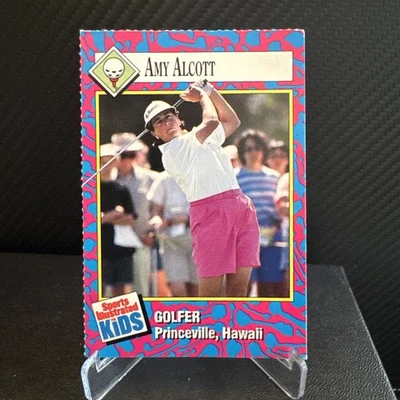 AMY ALCOTT
Sports Illustrated
KiDS
GOLFER
Princeville, Hawaii